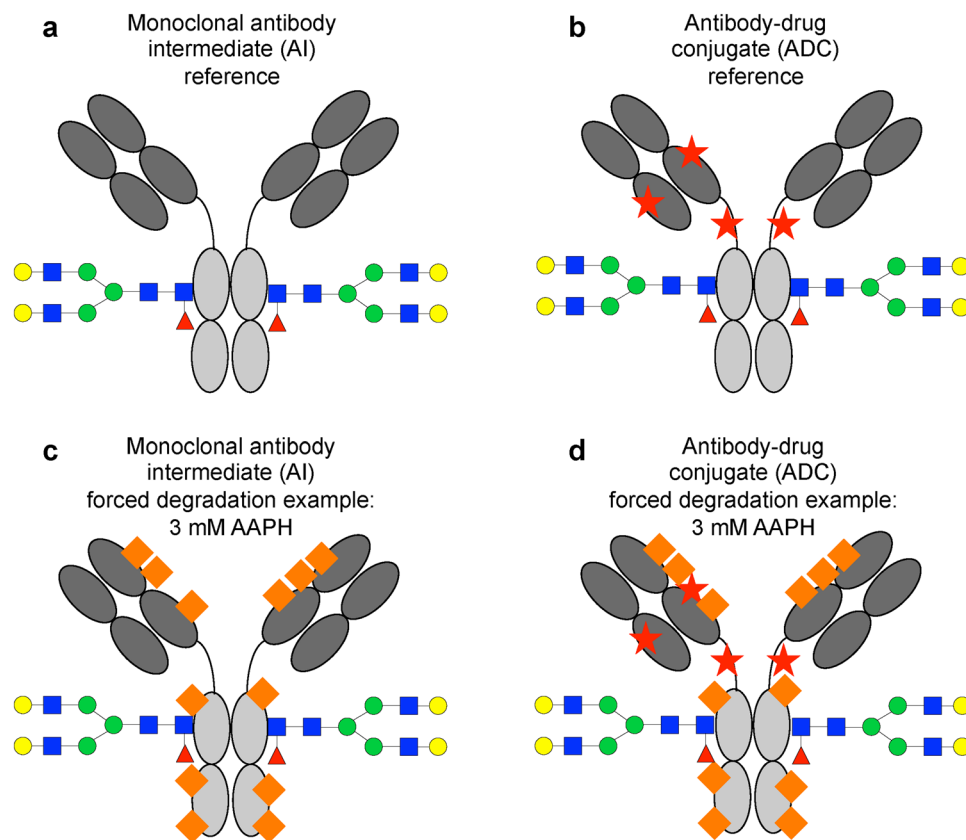 a
Monoclonal antibody
intermediate (AI)
reference
b
Antibody-drug
conjugate (ADC)
reference
c
Monoclonal antibody
intermediate (AI)
forced degradation example:
3 mM AAPH
d
Antibody-drug
conjugate (ADC)
forced degradation example:
3 mM AAPH